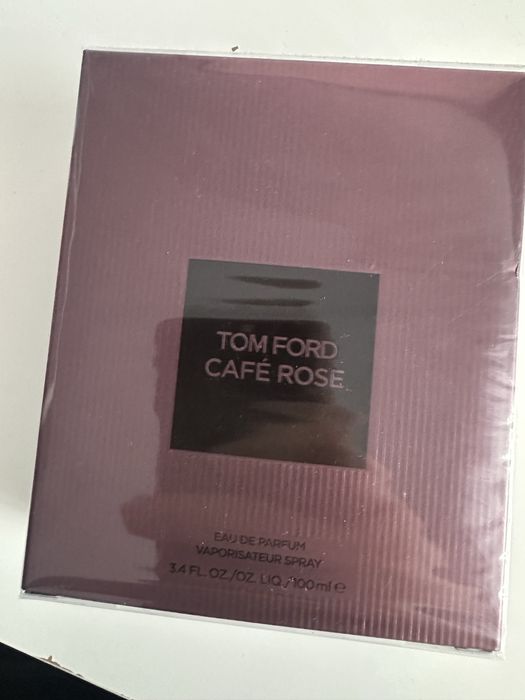 TOM FORD
CAFÉ ROSE
EAU DE PARFUM
VAPORISATEUR SPRAY
3.4 FL. OZ./OZ. LIQ./100 ml ℮